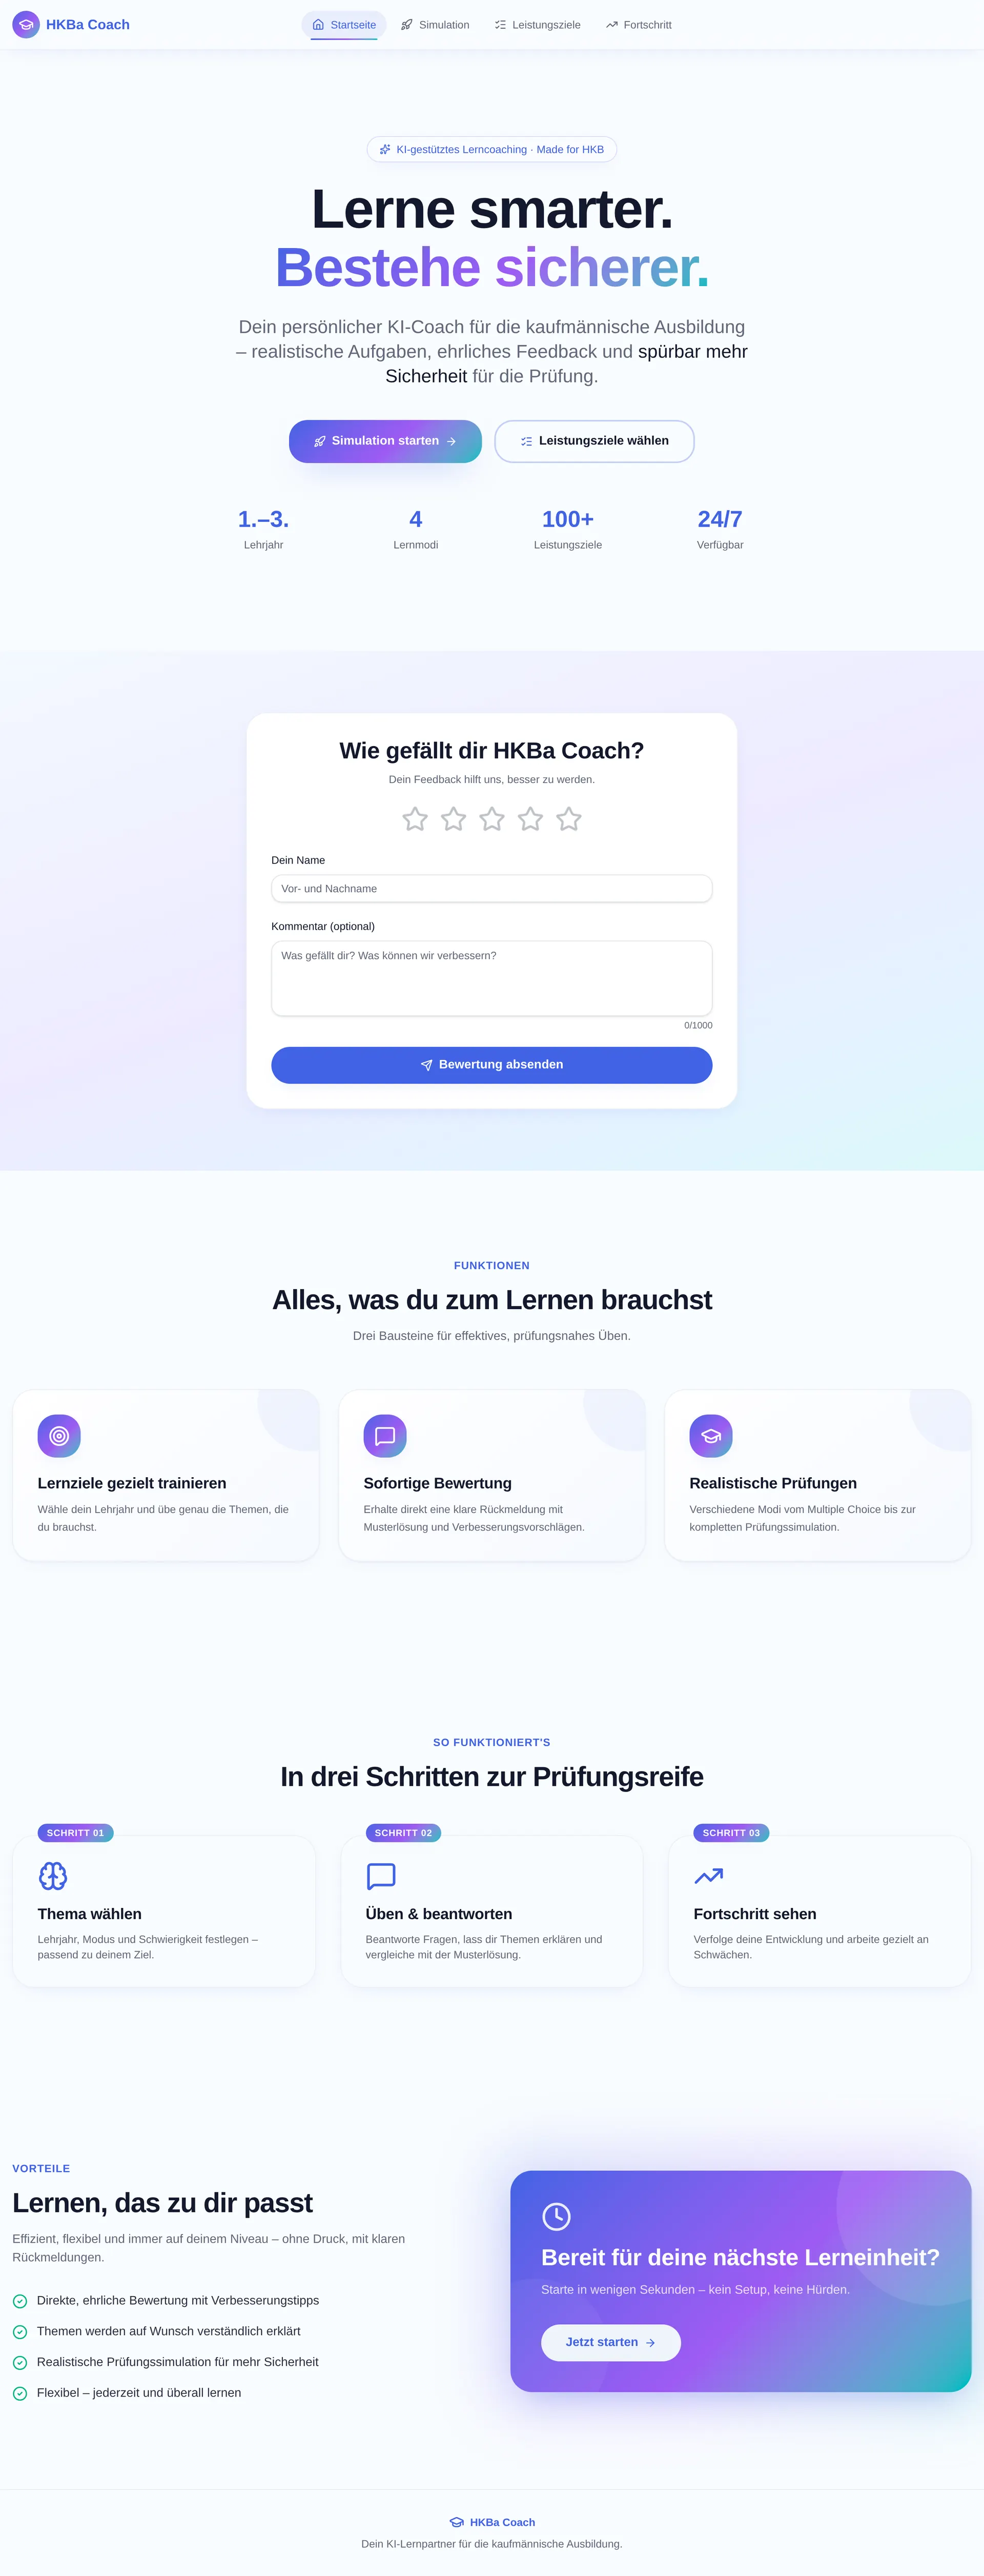 HKBa Coach
Startseite
Simulation
Leistungsziele
Fortschritt
KI-gestütztes Lerncoaching · Made for HKB
Lerne smarter.
Bestehe sicherer.
Dein persönlicher KI-Coach für die kaufmännische Ausbildung
– realistische Aufgaben, ehrliches Feedback und spürbar mehr
Sicherheit für die Prüfung.
Simulation starten
Leistungsziele wählen
1.–3.
Lehrjahr
4
Lernmodi
100+
Leistungsziele
24/7
Verfügbar
Wie gefällt dir HKBa Coach?
Dein Feedback hilft uns, besser zu werden.
Dein Name
Vor- und Nachname
Kommentar (optional)
Was gefällt dir? Was können wir verbessern?
0/1000
Bewertung absenden
FUNKTIONEN
Alles, was du zum Lernen brauchst
Drei Bausteine für effektives, prüfungsnahes Üben.
Lernziele gezielt trainieren
Wähle dein Lehrjahr und übe genau die Themen, die
du brauchst.
Sofortige Bewertung
Erhalte direkt eine klare Rückmeldung mit
Musterlösung und Verbesserungsvorschlägen.
Realistische Prüfungen
Verschiedene Modi vom Multiple Choice bis zur
kompletten Prüfungssimulation.
SO FUNKTIONIERT'S
In drei Schritten zur Prüfungsreife
SCHRITT 01
Thema wählen
Lehrjahr, Modus und Schwierigkeit festlegen –
passend zu deinem Ziel.
SCHRITT 02
Üben & beantworten
Beantworte Fragen, lass dir Themen erklären und
vergleiche mit der Musterlösung.
SCHRITT 03
Fortschritt sehen
Verfolge deine Entwicklung und arbeite gezielt an
Schwächen.
VORTEILE
Lernen, das zu dir passt
Effizient, flexibel und immer auf deinem Niveau – ohne Druck, mit klaren
Rückmeldungen.
Direkte, ehrliche Bewertung mit Verbesserungstipps
Themen werden auf Wunsch verständlich erklärt
Realistische Prüfungssimulation für mehr Sicherheit
Flexibel – jederzeit und überall lernen
Bereit für deine nächste Lerneinheit?
Starte in wenigen Sekunden – kein Setup, keine Hürden.
Jetzt starten
HKBa Coach
Dein KI-Lernpartner für die kaufmännische Ausbildung.